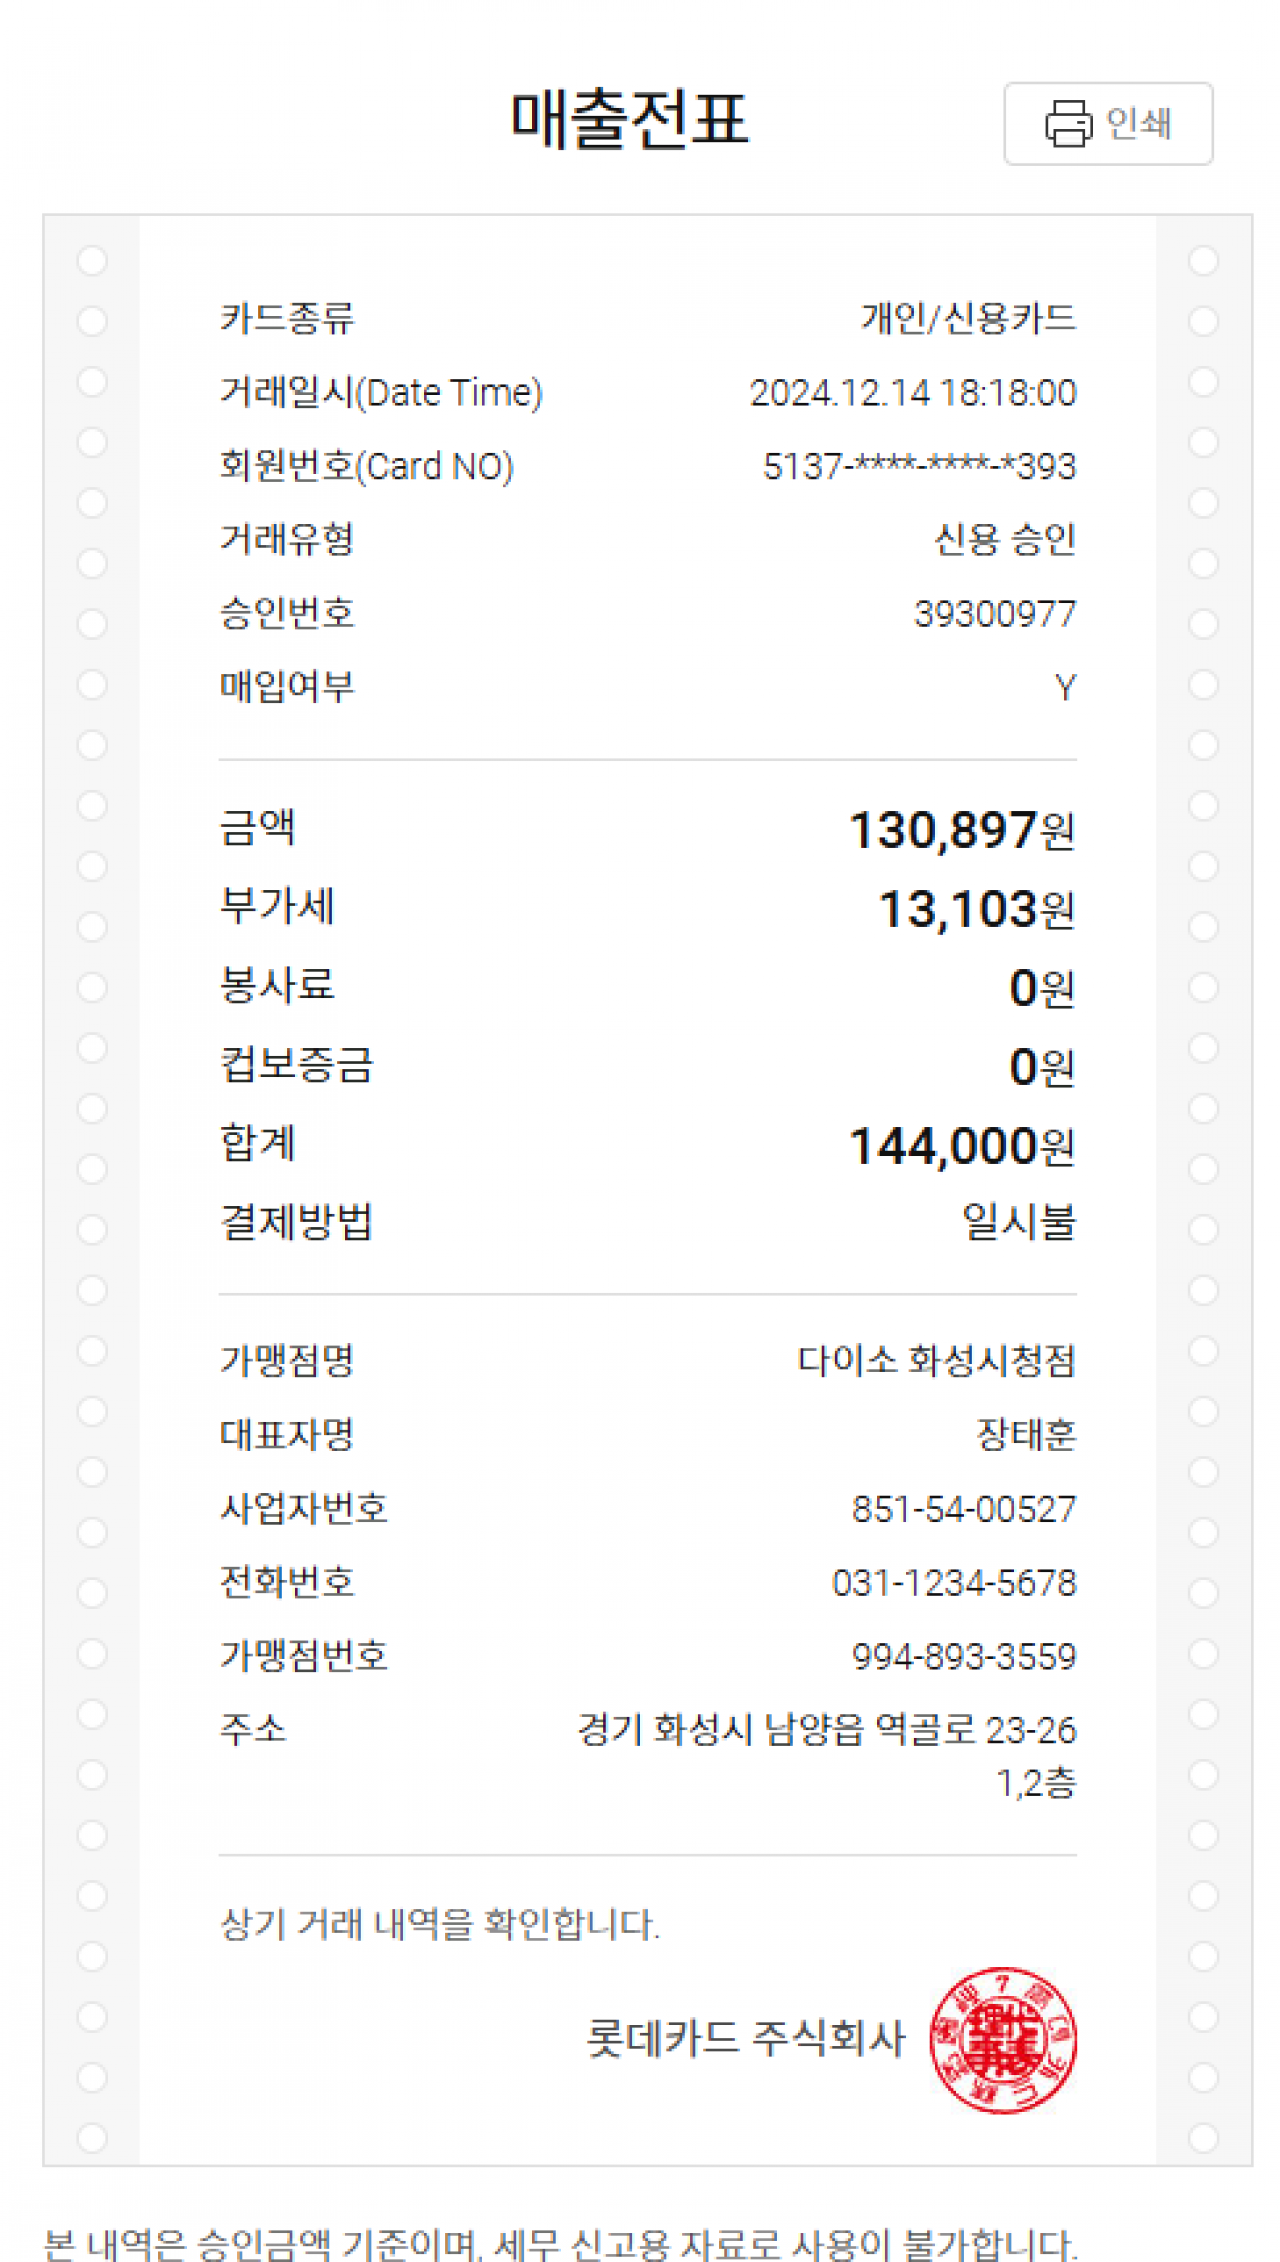 매출전표
인쇄
카드종류 개인/신용카드
거래일시(Date Time) 2024.12.14 18:18:00
회원번호(Card NO) 5137-****-****-*393
거래유형 신용 승인
승인번호 39300977
매입여부 Y
금액 130,897원
부가세 13,103원
봉사료 0원
컵보증금 0원
합계 144,000원
결제방법 일시불
가맹점명 다이소 화성시청점
대표자명 장태훈
사업자번호 851-54-00527
전화번호 031-1234-5678
가맹점번호 994-893-3559
주소 경기 화성시 남양읍 역골로 23-26
1,2층
상기 거래 내역을 확인합니다.
롯데카드 주식회사
본 내역은 승인금액 기준이며, 세무 신고용 자료로 사용이 불가합니다.